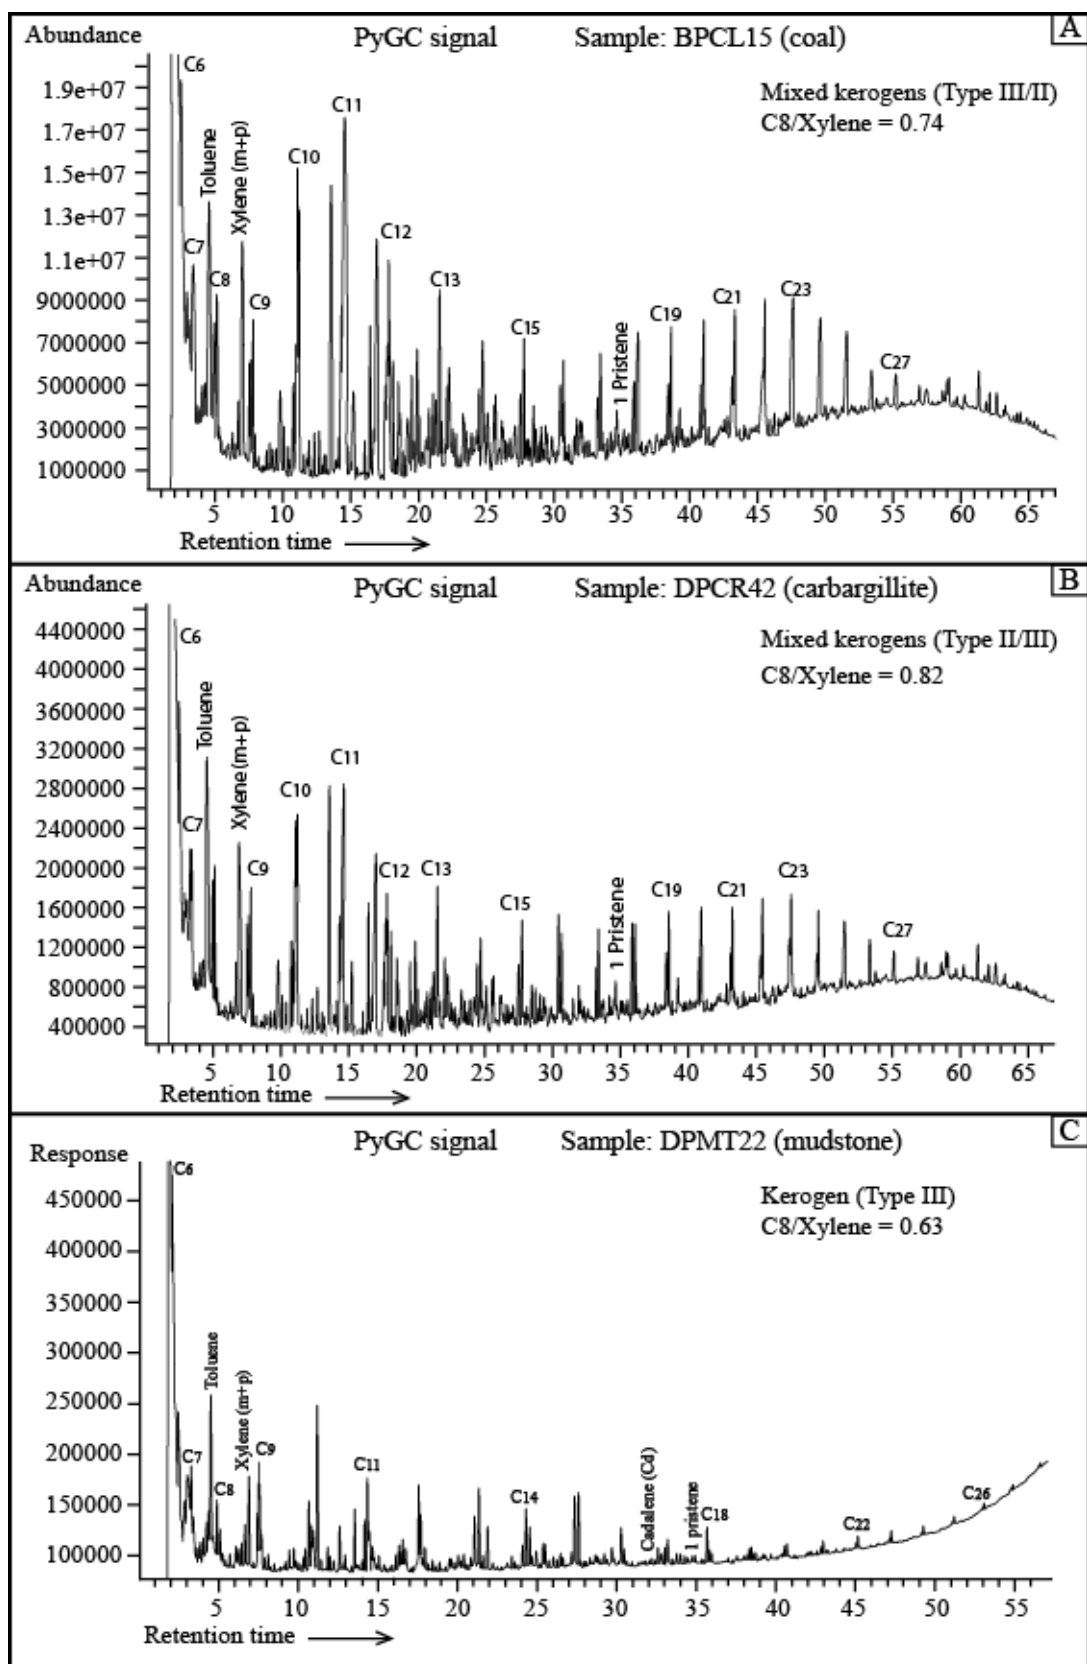 Abundance PyGC signal Sample: BPCL15 (coal) A
Mixed kerogens (Type III/II)
C8/Xylene = 0.74
1.9e+07
1.7e+07
1.5e+07
1.3e+07
1.1e+07
9000000
7000000
5000000
3000000
1000000
C6
C7
Toluene
C8
Xylene (m+p)
C9
C10
C11
C12
C13
C15
1 Pristene
C19
C21
C23
C27
5 10 15 20 25 30 35 40 45 50 55 60 65
Retention time
Abundance PyGC signal Sample: DPCR42 (carbargillite) B
Mixed kerogens (Type II/III)
C8/Xylene = 0.82
4400000
4000000
3600000
3200000
2800000
2400000
2000000
1600000
1200000
800000
400000
C6
C7
Toluene
Xylene (m+p)
C9
C10
C11
C12
C13
C15
1 Pristene
C19
C21
C23
C27
5 10 15 20 25 30 35 40 45 50 55 60 65
Retention time
Response PyGC signal Sample: DPMT22 (mudstone) C
Kerogen (Type III)
C8/Xylene = 0.63
450000
400000
350000
300000
250000
200000
150000
100000
C6
C7
Toluene
C8
Xylene (m+p)
C9
C11
C14
Cadalene (Cd)
1 pristene
C18
C22
C26
5 10 15 20 25 30 35 40 45 50 55
Retention time